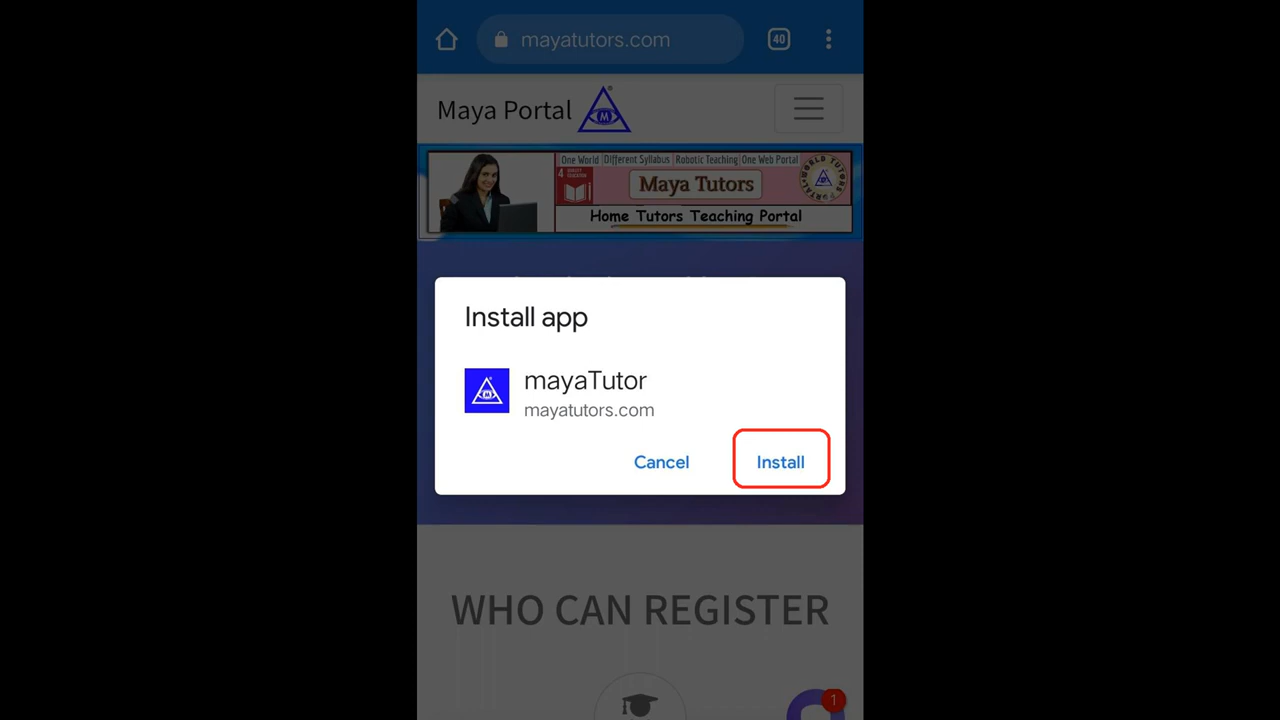 mayatutors.com
40
Maya Portal
M
One World Different Syllabus Robotic Teaching One Web Portal
4
Maya Tutors
Home Tutors Teaching Portal
Install app
M
mayaTutor
mayatutors.com
Cancel Install
WHO CAN REGISTER
1